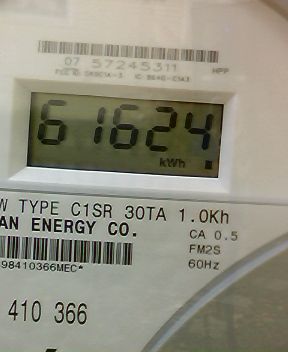 07 57245311
HPP
61624
kWh
TYPE C1SR 30TA 1.0Kh
AN ENERGY CO.
CA 0.5
FM2S
98410366MEC*
60Hz
410 366